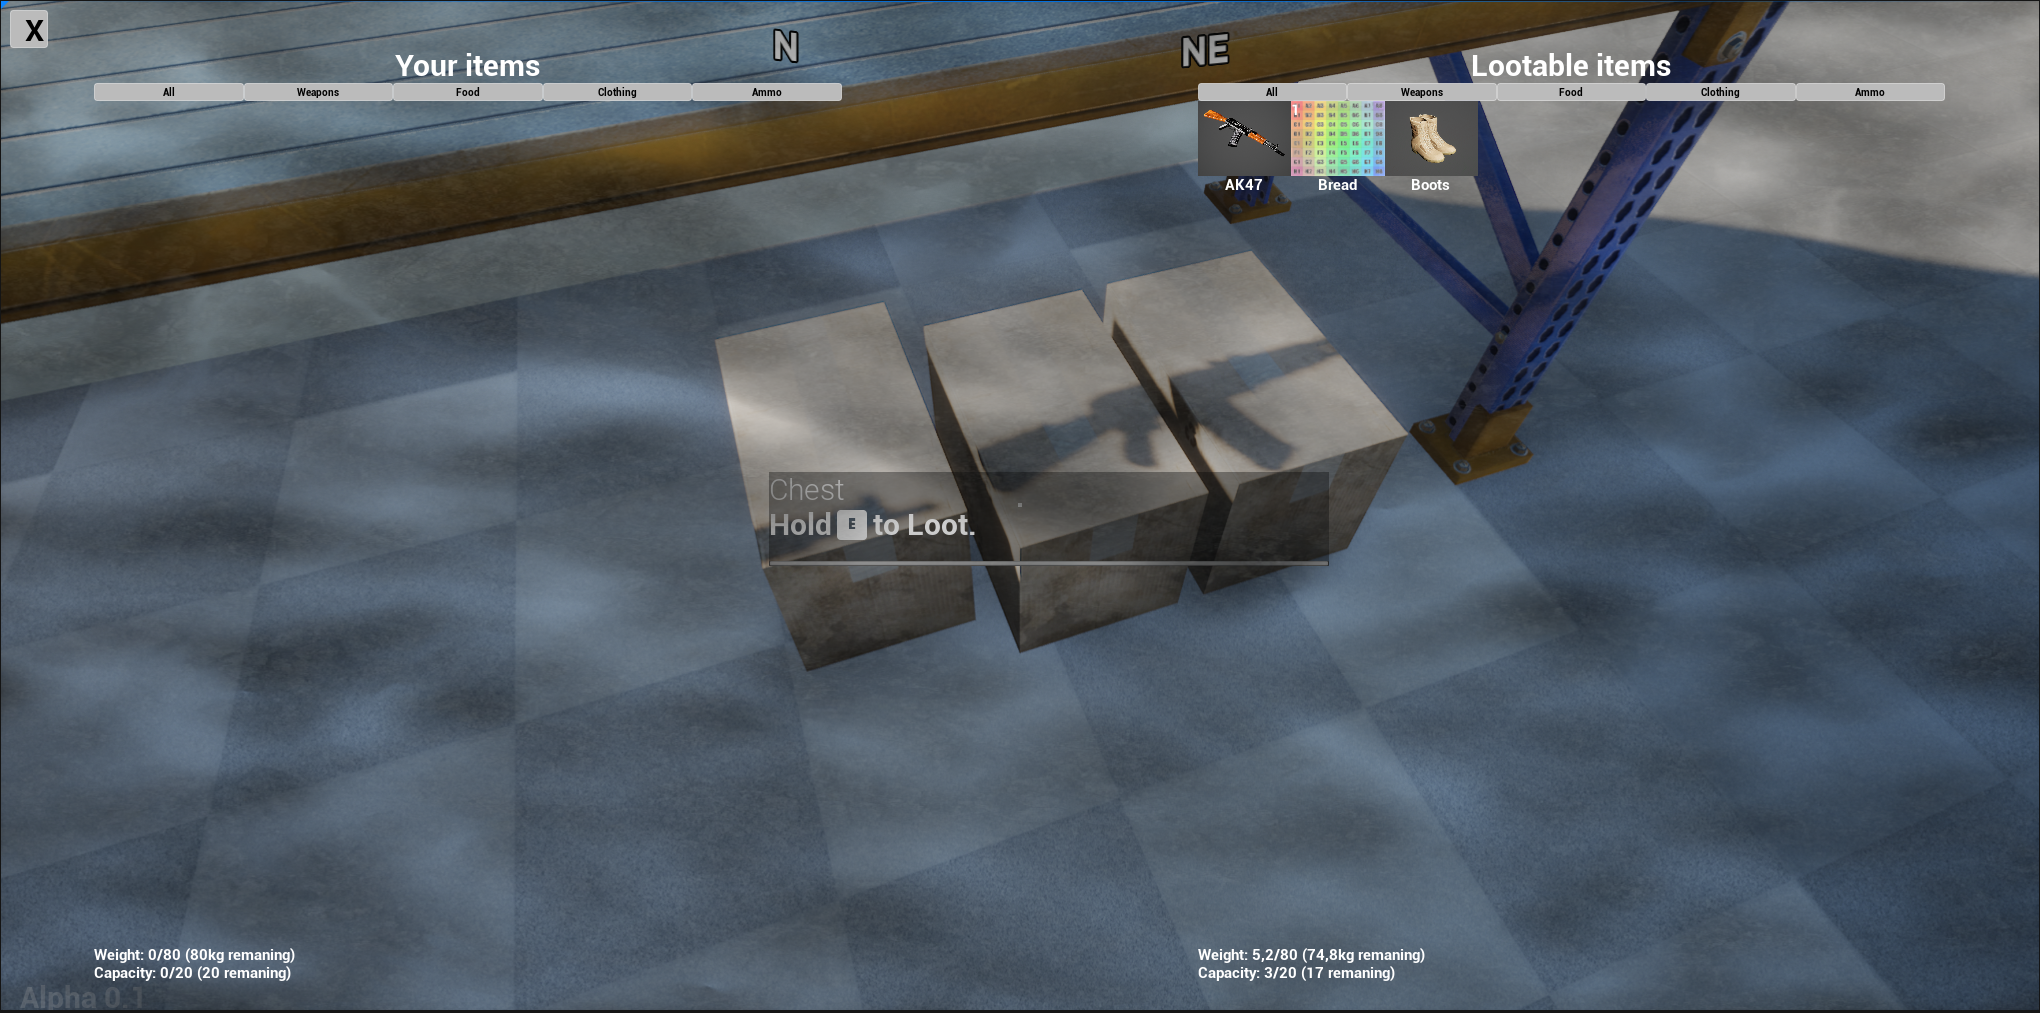 X
N
NE
Your items
All Weapons Food Clothing Ammo
Lootable items
All Weapons Food Clothing Ammo
1
AK47 Bread Boots
Chest
Hold E to Loot.
Weight: 0/80 (80kg remaning)
Capacity: 0/20 (20 remaning)
Weight: 5,2/80 (74,8kg remaning)
Capacity: 3/20 (17 remaning)
Alpha 0.1